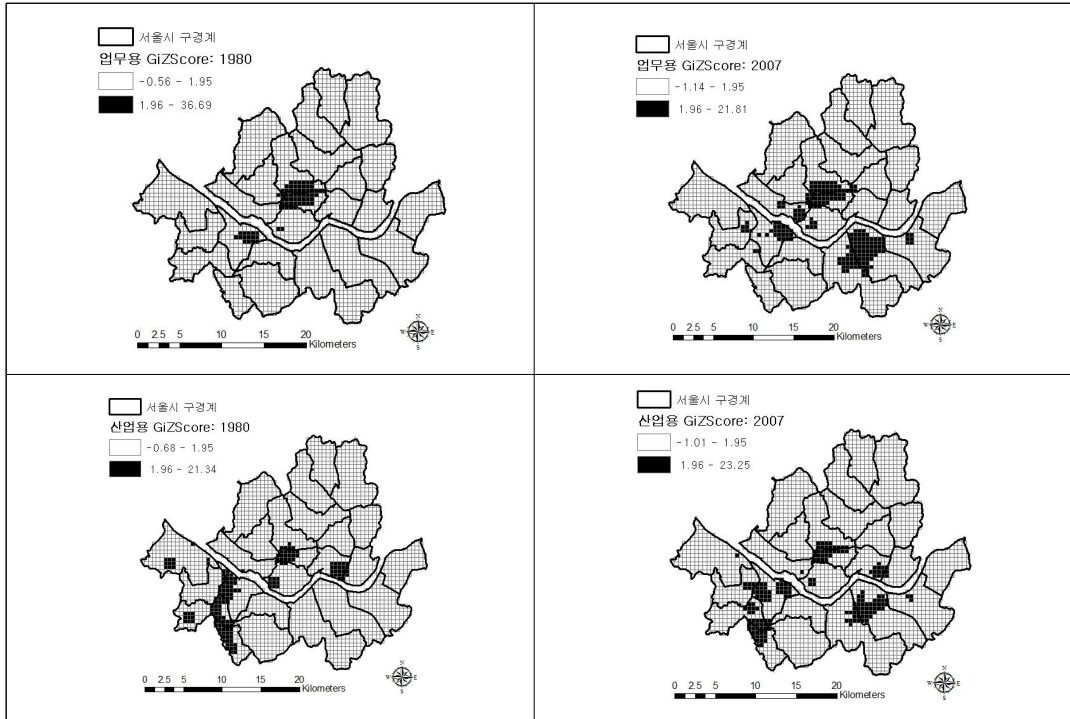 서울시 구경계
업무용 GiZScore: 1980
-0.56 - 1.95
1.96 - 36.69
N
W E
S
0 2.5 5 10 15 20
Kilometers
서울시 구경계
업무용 GiZScore: 2007
-1.14 - 1.95
1.96 - 21.81
N
W E
S
0 2.5 5 10 15 20
Kilometers
서울시 구경계
산업용 GiZScore: 1980
-0.68 - 1.95
1.96 - 21.34
N
W E
S
0 2.5 5 10 15 20
Kilometers
서울시 구경계
산업용 GiZScore: 2007
-1.01 - 1.95
1.96 - 23.25
N
W E
S
0 2.5 5 10 15 20
Kilometers